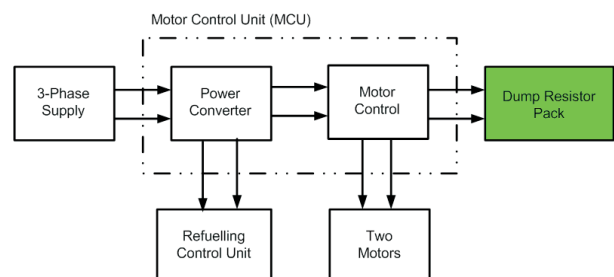 Motor Control Unit (MCU)
3-Phase
Supply
Power
Converter
Motor
Control
Dump Resistor
Pack
Refuelling
Control Unit
Two
Motors